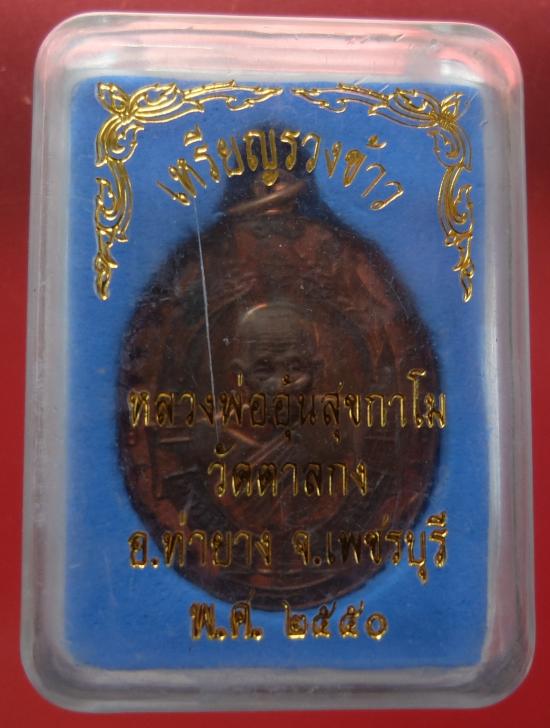 เหรียญรวงข้าว
หลวงพ่ออุ้นสุขกาโม
วัดตาลกง
อ.ท่ายาง จ.เพชรบุรี
พ.ศ. ๒๕๕๐